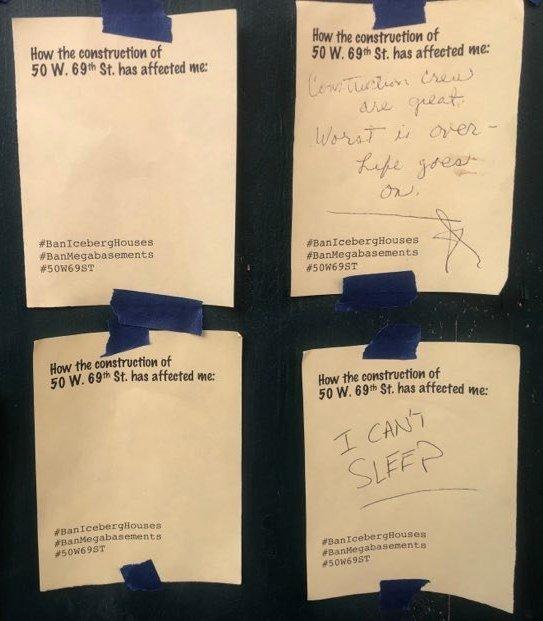 How the construction of
50 W. 69th St. has affected me:
#BanIcebergHouses
#BanMegabasements
#50W69ST
How the construction of
50 W. 69th St. has affected me:
Construction Crew
are great.
Worst is over -
Life goes
on.
#BanIcebergHouses
#BanMegabasements
#50W69ST
How the construction of
50 W. 69th St. has affected me:
#BanIcebergHouses
#BanMegabasements
#50W69ST
How the construction of
50 W. 69th St. has affected me:
I CAN'T
SLEEP
#BanIcebergHouses
#BanMegabasements
#50W69ST